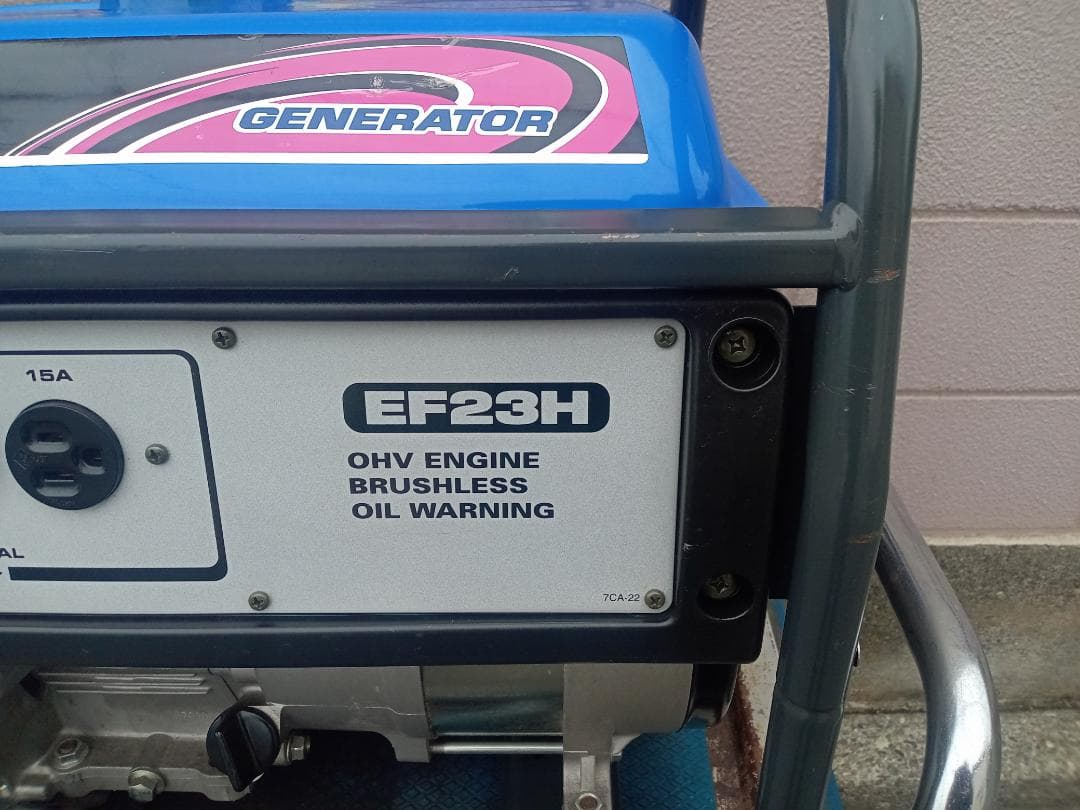 GENERATOR
15A
EF23H
OHV ENGINE
BRUSHLESS
OIL WARNING
AL
7CA-22